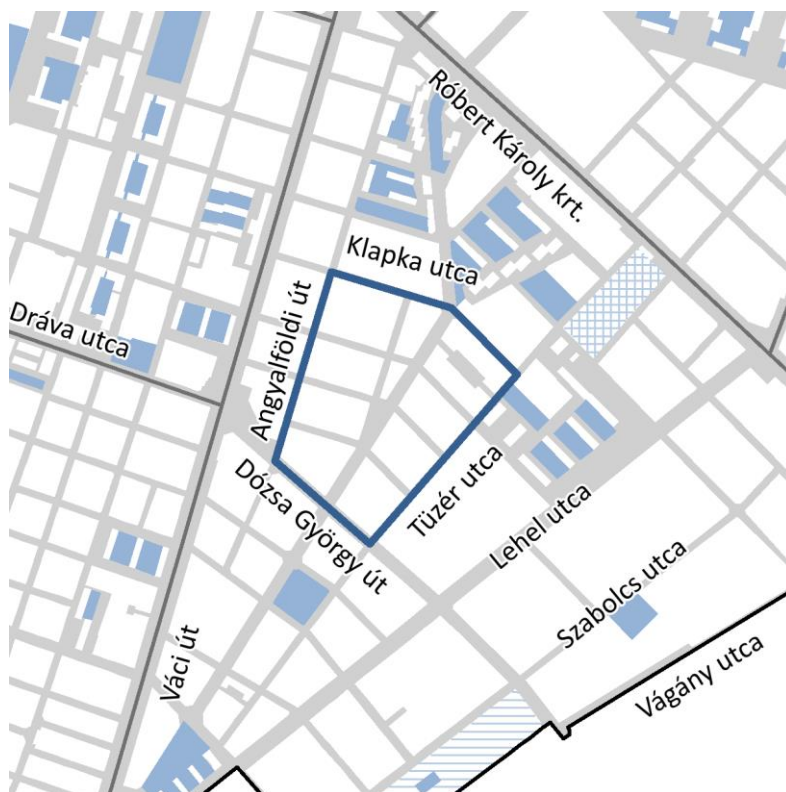 Róbert Károly krt.
Klapka utca
Angyalföldi út
Dráva utca
Tüzér utca
Dózsa György út
Lehel utca
Szabolcs utca
Váci út
Vágány utca